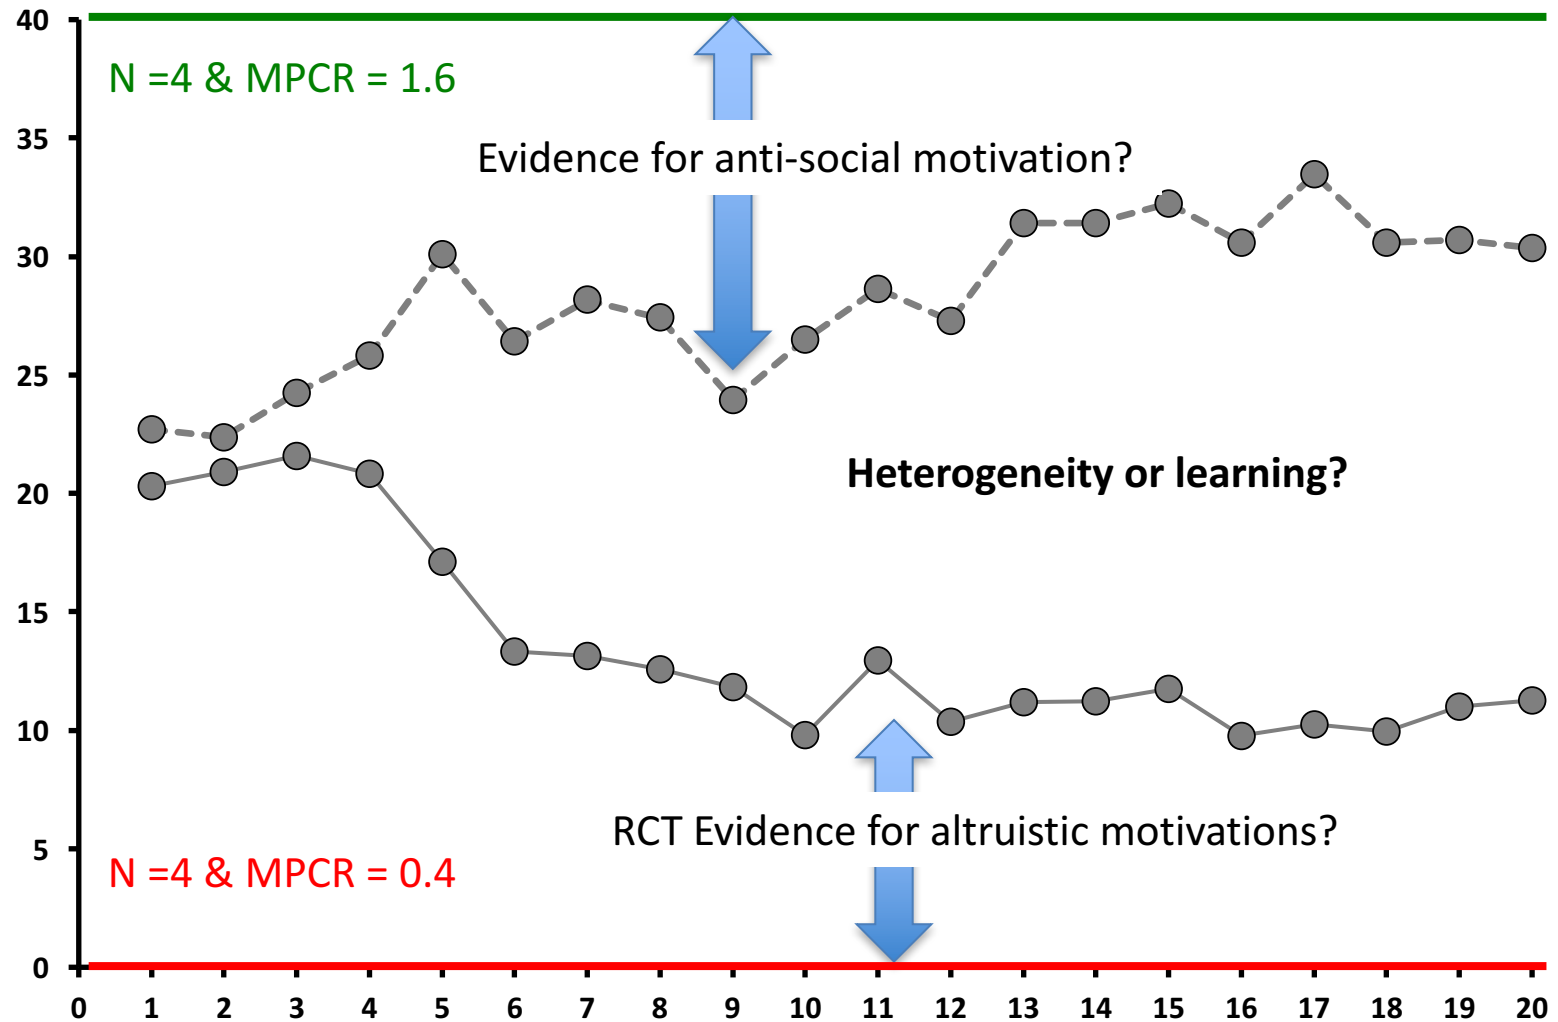 40
N =4 & MPCR = 1.6
35
Evidence for anti-social motivation?
30
25
Heterogeneity or learning?
20
15
10
RCT Evidence for altruistic motivations?
5
N =4 & MPCR = 0.4
0
0 1 2 3 4 5 6 7 8 9 10 11 12 13 14 15 16 17 18 19 20